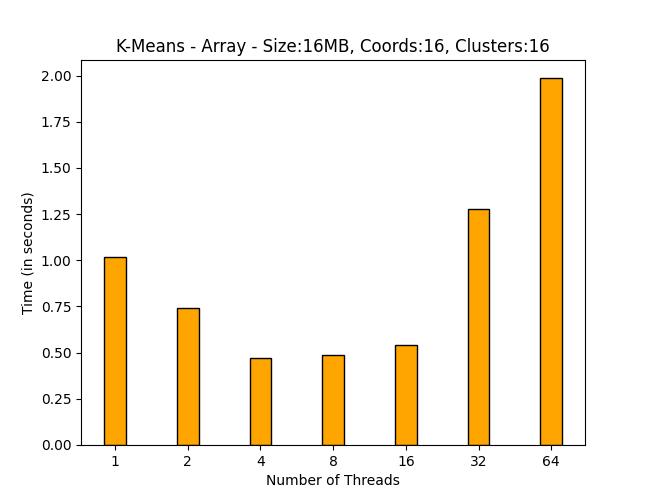 K-Means - Array - Size:16MB, Coords:16, Clusters:16
2.00
1.75
1.50
1.25
1.00
0.75
0.50
0.25
0.00
Time (in seconds)
1 2 4 8 16 32 64
Number of Threads